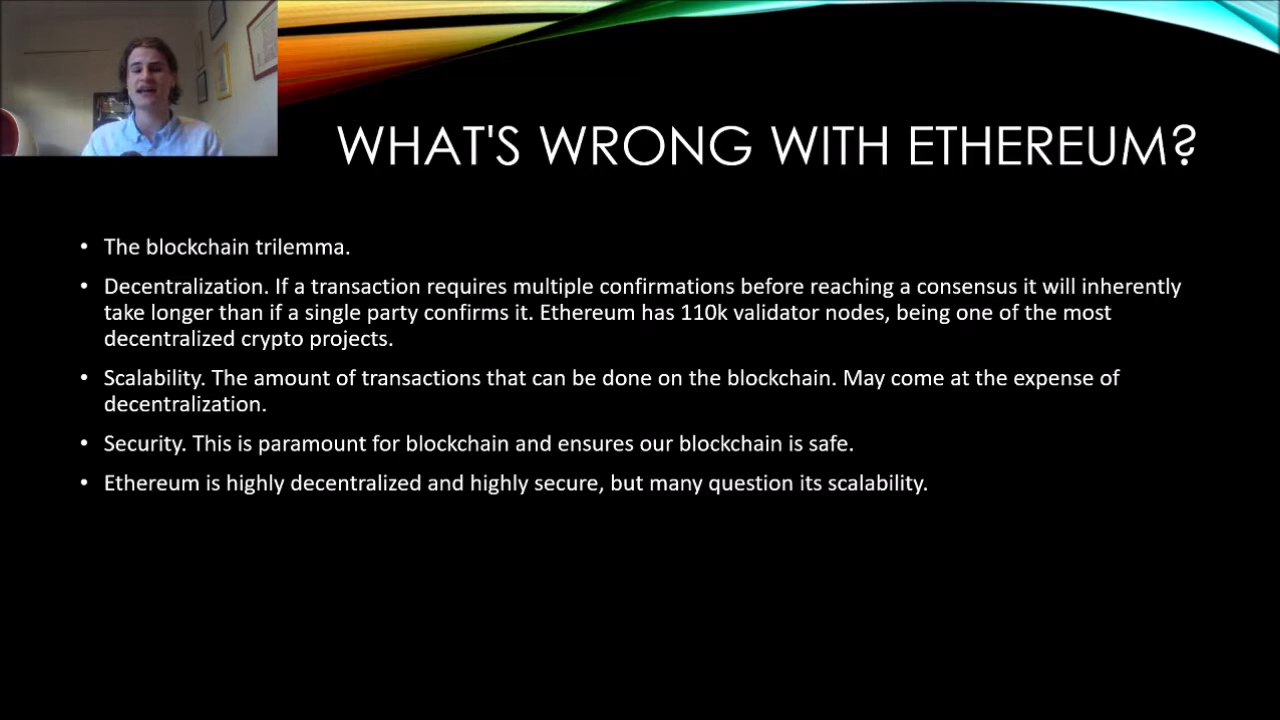 WHAT'S WRONG WITH ETHEREUM?
• The blockchain trilemma.
• Decentralization. If a transaction requires multiple confirmations before reaching a consensus it will inherently
take longer than if a single party confirms it. Ethereum has 110k validator nodes, being one of the most
decentralized crypto projects.
• Scalability. The amount of transactions that can be done on the blockchain. May come at the expense of
decentralization.
• Security. This is paramount for blockchain and ensures our blockchain is safe.
• Ethereum is highly decentralized and highly secure, but many question its scalability.